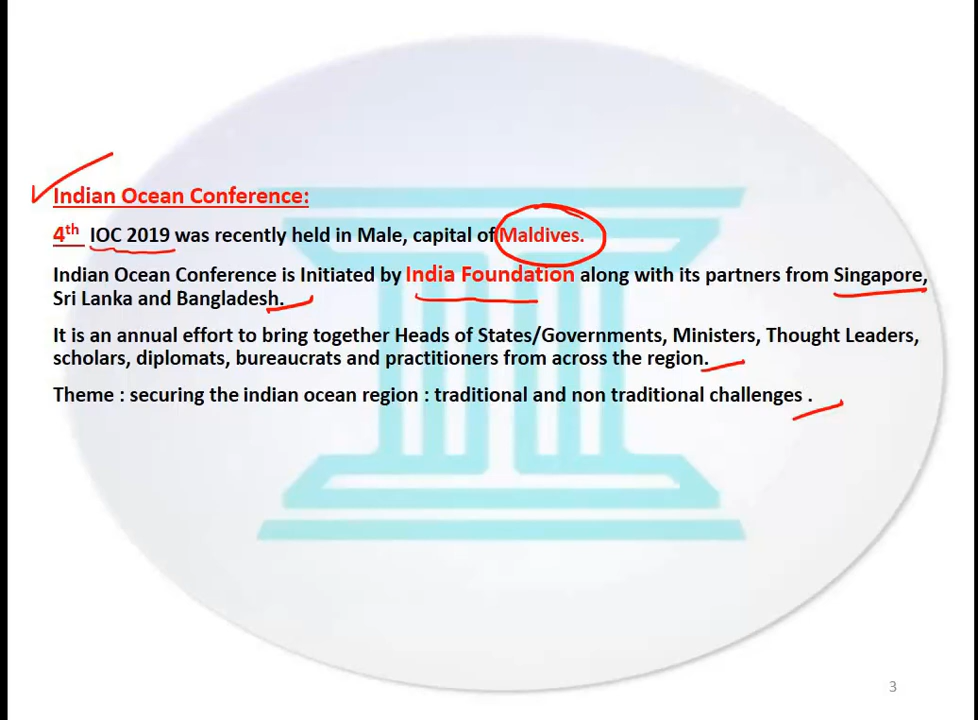 Indian Ocean Conference:
4th IOC 2019 was recently held in Male, capital of Maldives.
Indian Ocean Conference is Initiated by India Foundation along with its partners from Singapore,
Sri Lanka and Bangladesh.
It is an annual effort to bring together Heads of States/Governments, Ministers, Thought Leaders,
scholars, diplomats, bureaucrats and practitioners from across the region.
Theme : securing the indian ocean region : traditional and non traditional challenges .
3